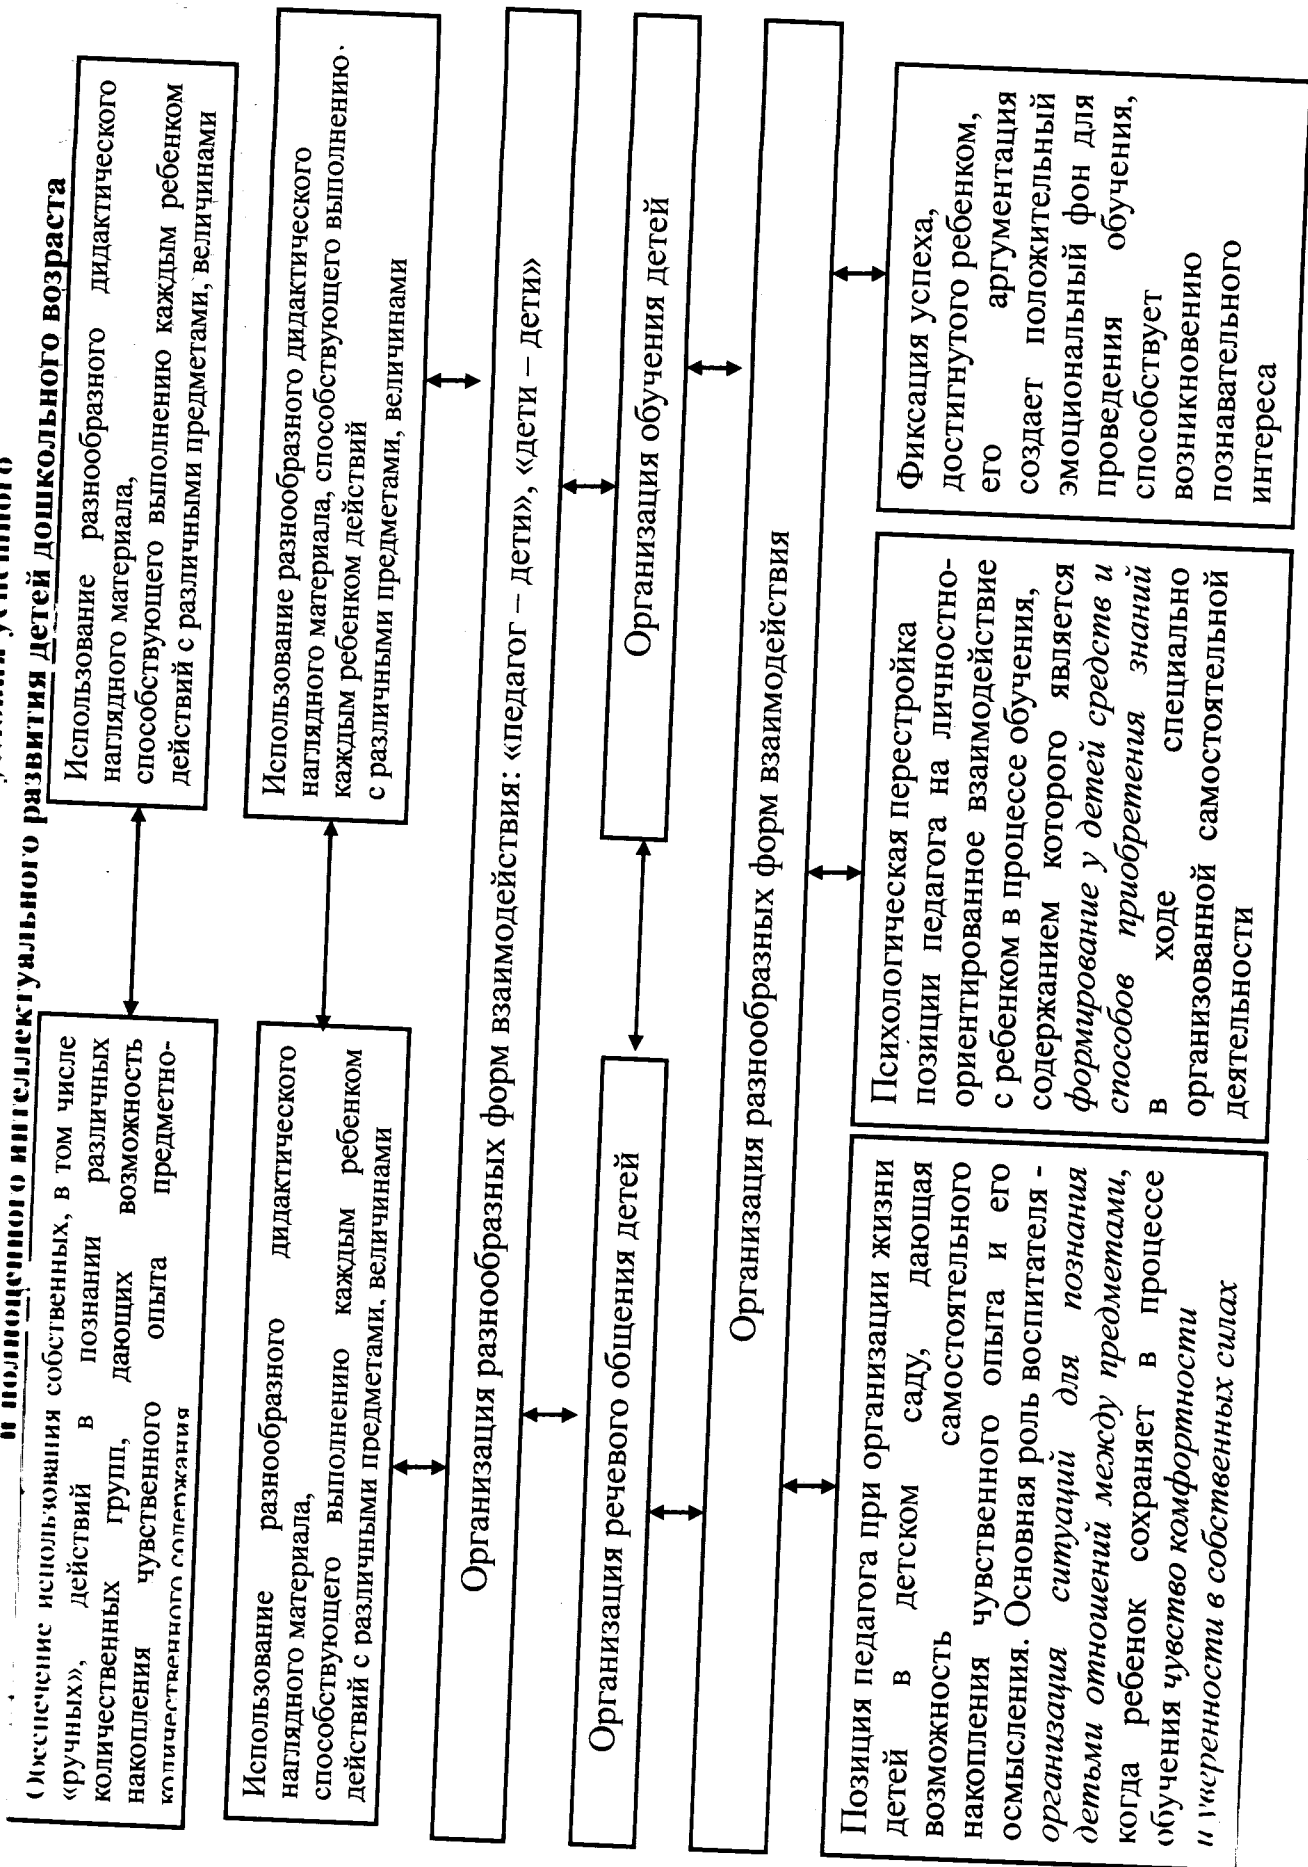 и полноценного интеллектуального развития детей дошкольного возраста
Обеспечение использования собственных, в том числе
«ручных», действий в познании различных
количественных групп, дающих возможность
накопления чувственного опыта предметно-
количественного содержания
Использование разнообразного дидактического
наглядного материала,
способствующего выполнению каждым ребенком
действий с различными предметами, величинами
Использование разнообразного дидактического
наглядного материала,
способствующего выполнению каждым ребенком
действий с различными предметами, величинами
Использование разнообразного дидактического
наглядного материала, способствующего выполнению
каждым ребенком действий
с различными предметами, величинами
Организация разнообразных форм взаимодействия: «педагог – дети», «дети – дети»
Организация речевого общения детей
Организация обучения детей
Организация разнообразных форм взаимодействия
Позиция педагога при организации жизни
детей в детском саду, дающая
возможность самостоятельного
накопления чувственного опыта и его
осмысления. Основная роль воспитателя -
организация ситуаций для познания
детьми отношений между предметами,
когда ребенок сохраняет в процессе
обучения чувство комфортности
и уверенности в собственных силах
Психологическая перестройка
позиции педагога на личностно-
ориентированное взаимодействие
с ребенком в процессе обучения,
содержанием которого является
формирование у детей средств и
способов приобретения знаний
в ходе специально
организованной самостоятельной
деятельности
Фиксация успеха,
достигнутого ребенком,
его аргументация
создает положительный
эмоциональный фон для
проведения обучения,
способствует
возникновению
познавательного
интереса